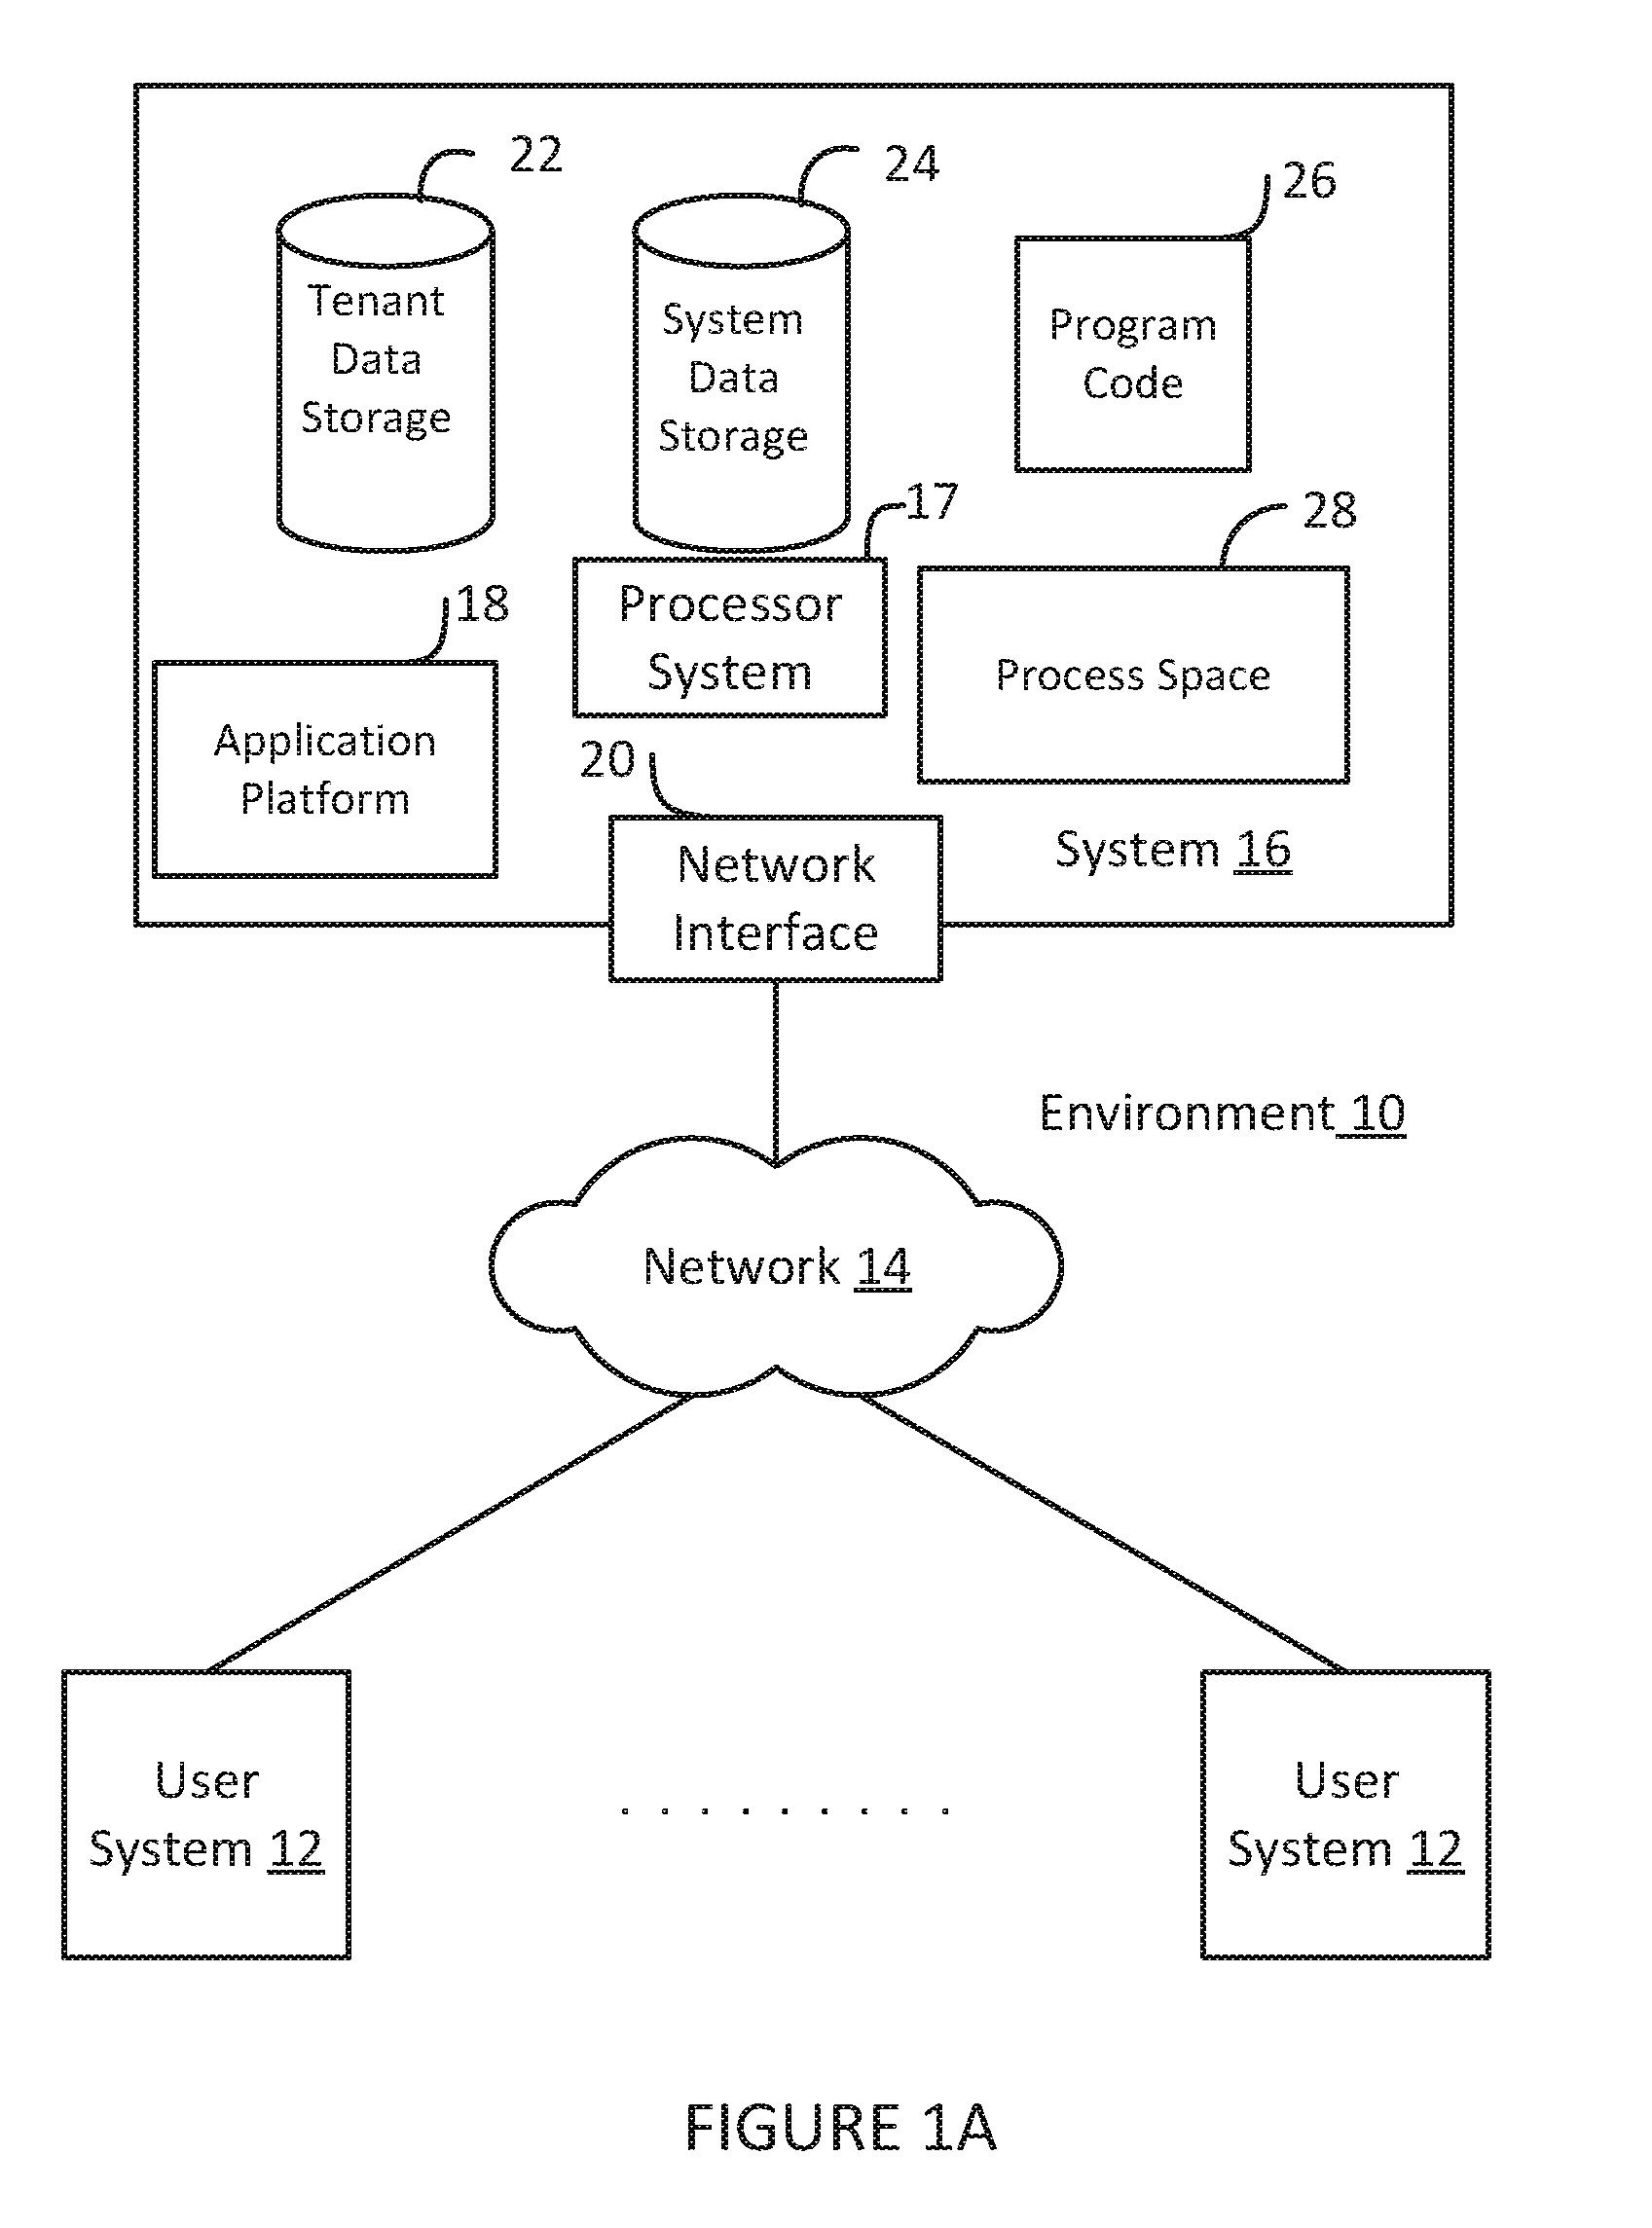 22
24
26
Tenant
Data
Storage
System
Data
Storage
Program
Code
17
28
18
Processor
System
Process Space
Application
Platform
20
Network
Interface
System 16
Environment 10
Network 14
User
System 12
. . . . . . . . .
User
System 12
FIGURE 1A